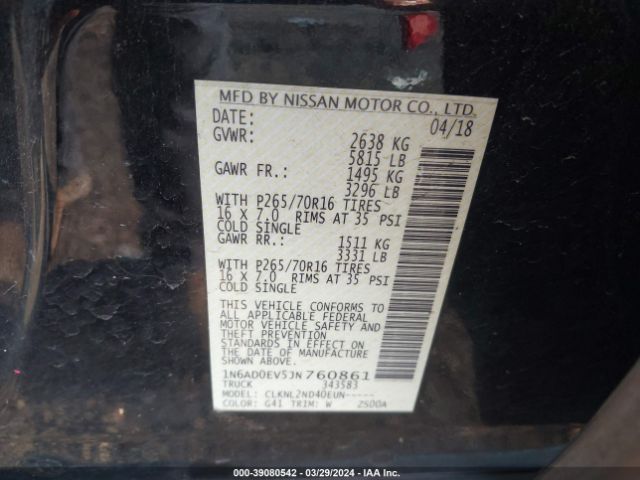 MFD BY NISSAN MOTOR CO., LTD.
DATE: 04/18
GVWR: 2638 KG
5815 LB
GAWR FR.: 1495 KG
3296 LB
WITH P265/70R16 TIRES
16 X 7.0 RIMS AT 35 PSI
COLD SINGLE
GAWR RR.: 1511 KG
3331 LB
WITH P265/70R16 TIRES
16 X 7.0 RIMS AT 35 PSI
COLD SINGLE
THIS VEHICLE CONFORMS TO
ALL APPLICABLE FEDERAL
MOTOR VEHICLE SAFETY AND
THEFT PREVENTION
STANDARDS IN EFFECT ON
THE DATE OF MANUFACTURE
SHOWN ABOVE.
1N6AD0EV5JN760861
TRUCK 343583
MODEL: CLKNL2ND40EUN-----
COLOR: G41 TRIM: W ZS00A
000-39080542 — 03/29/2024 — IAA Inc.